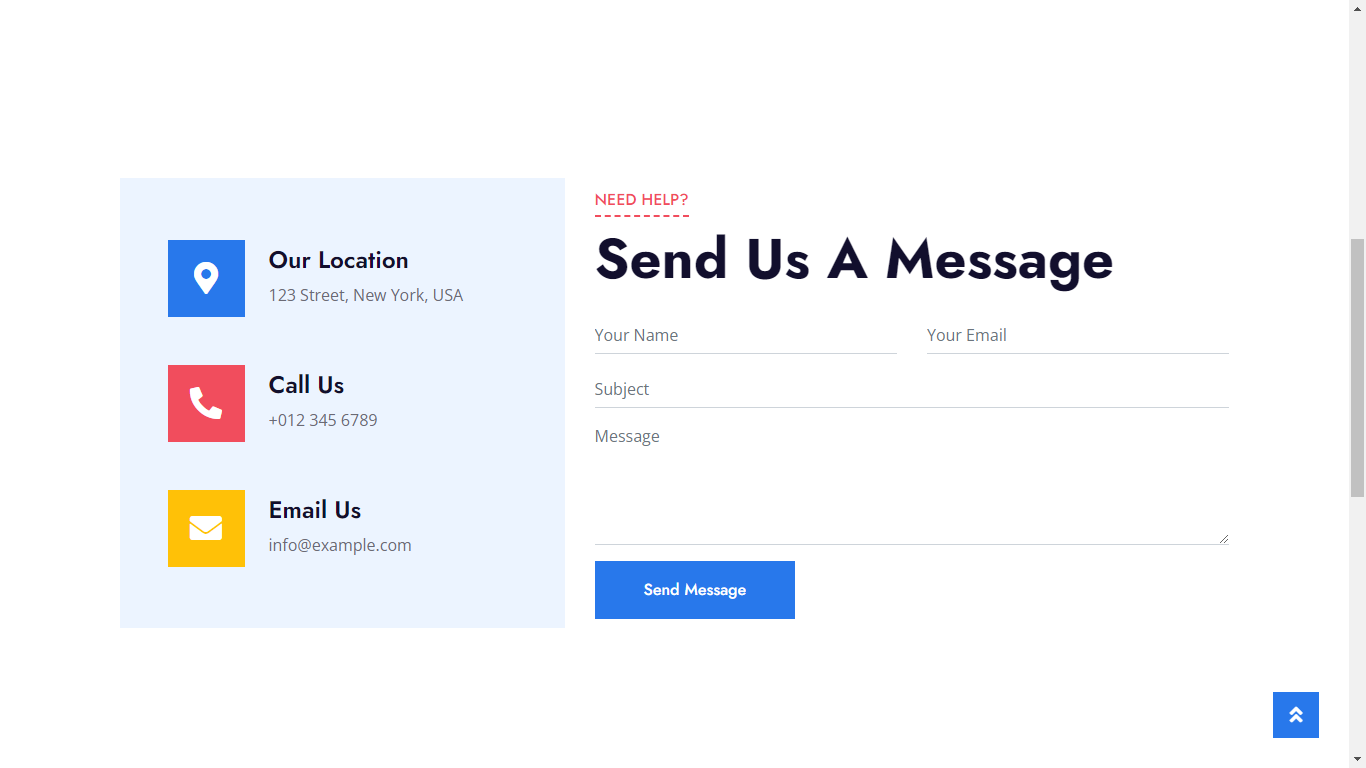 Our Location
123 Street, New York, USA
Call Us
+012 345 6789
Email Us
info@example.com
NEED HELP?
Send Us A Message
Your Name
Your Email
Subject
Message
Send Message